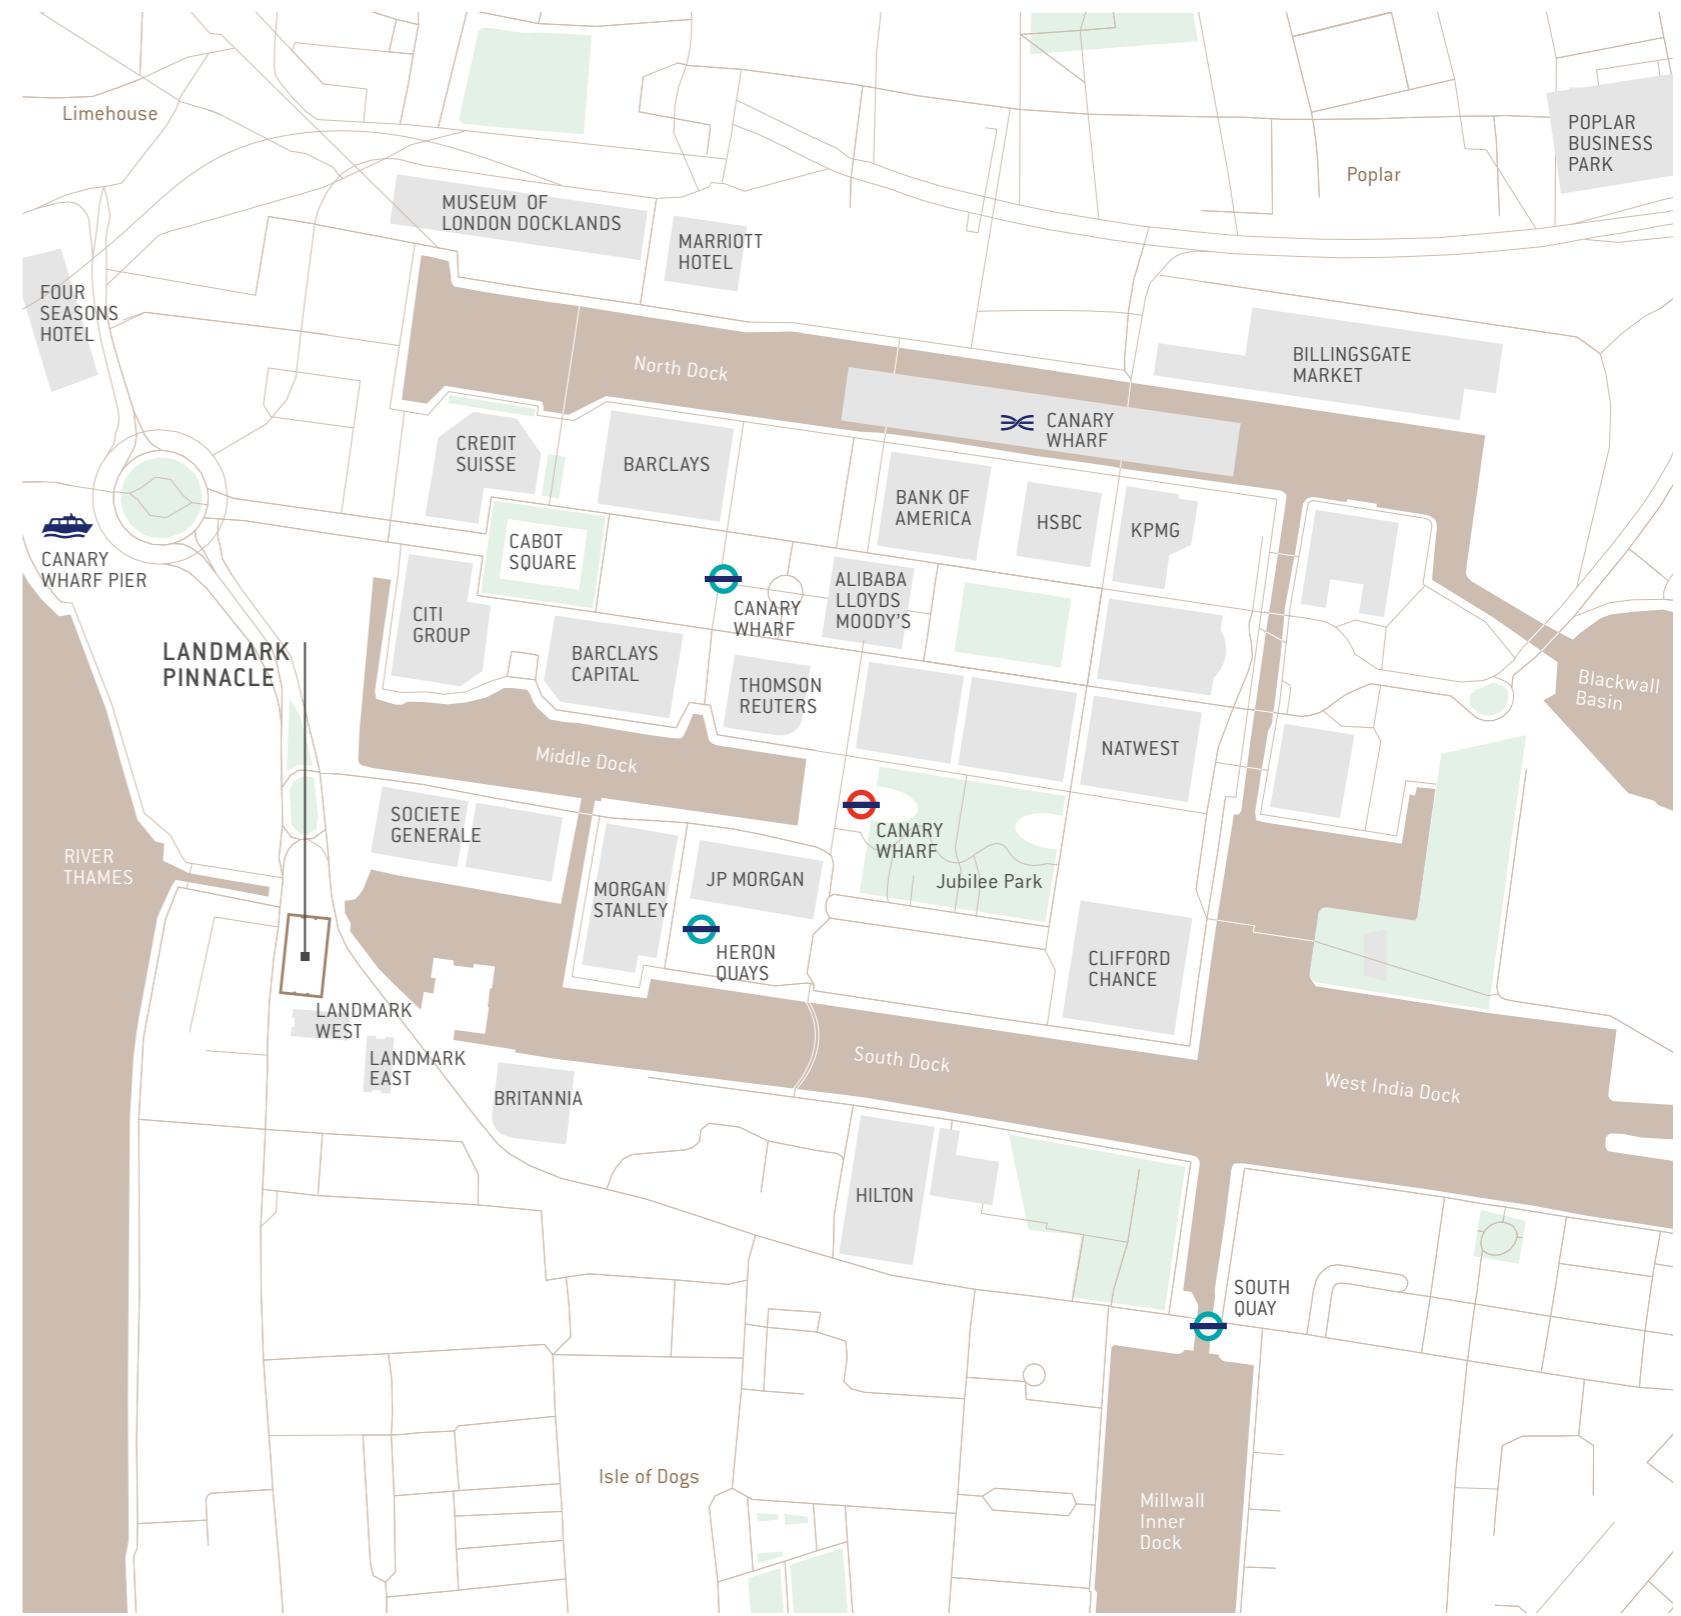 Limehouse
POPLAR
BUSINESS
PARK
Poplar
MUSEUM OF
LONDON DOCKLANDS
MARRIOTT
HOTEL
FOUR
SEASONS
HOTEL
North Dock
BILLINGSGATE
MARKET
CANARY
WHARF
CREDIT
SUISSE
BARCLAYS
BANK OF
AMERICA
HSBC
KPMG
CABOT
SQUARE
CANARY
WHARF PIER
CANARY
WHARF
ALIBABA
LLOYDS
MOODY'S
CITI
GROUP
LANDMARK
PINNACLE
BARCLAYS
CAPITAL
THOMSON
REUTERS
Blackwall
Basin
NATWEST
Middle Dock
SOCIETE
GENERALE
CANARY
WHARF
RIVER
THAMES
JP MORGAN
Jubilee Park
MORGAN
STANLEY
HERON
QUAYS
CLIFFORD
CHANCE
LANDMARK
WEST
LANDMARK
EAST
South Dock
West India Dock
BRITANNIA
HILTON
SOUTH
QUAY
Isle of Dogs
Millwall
Inner
Dock